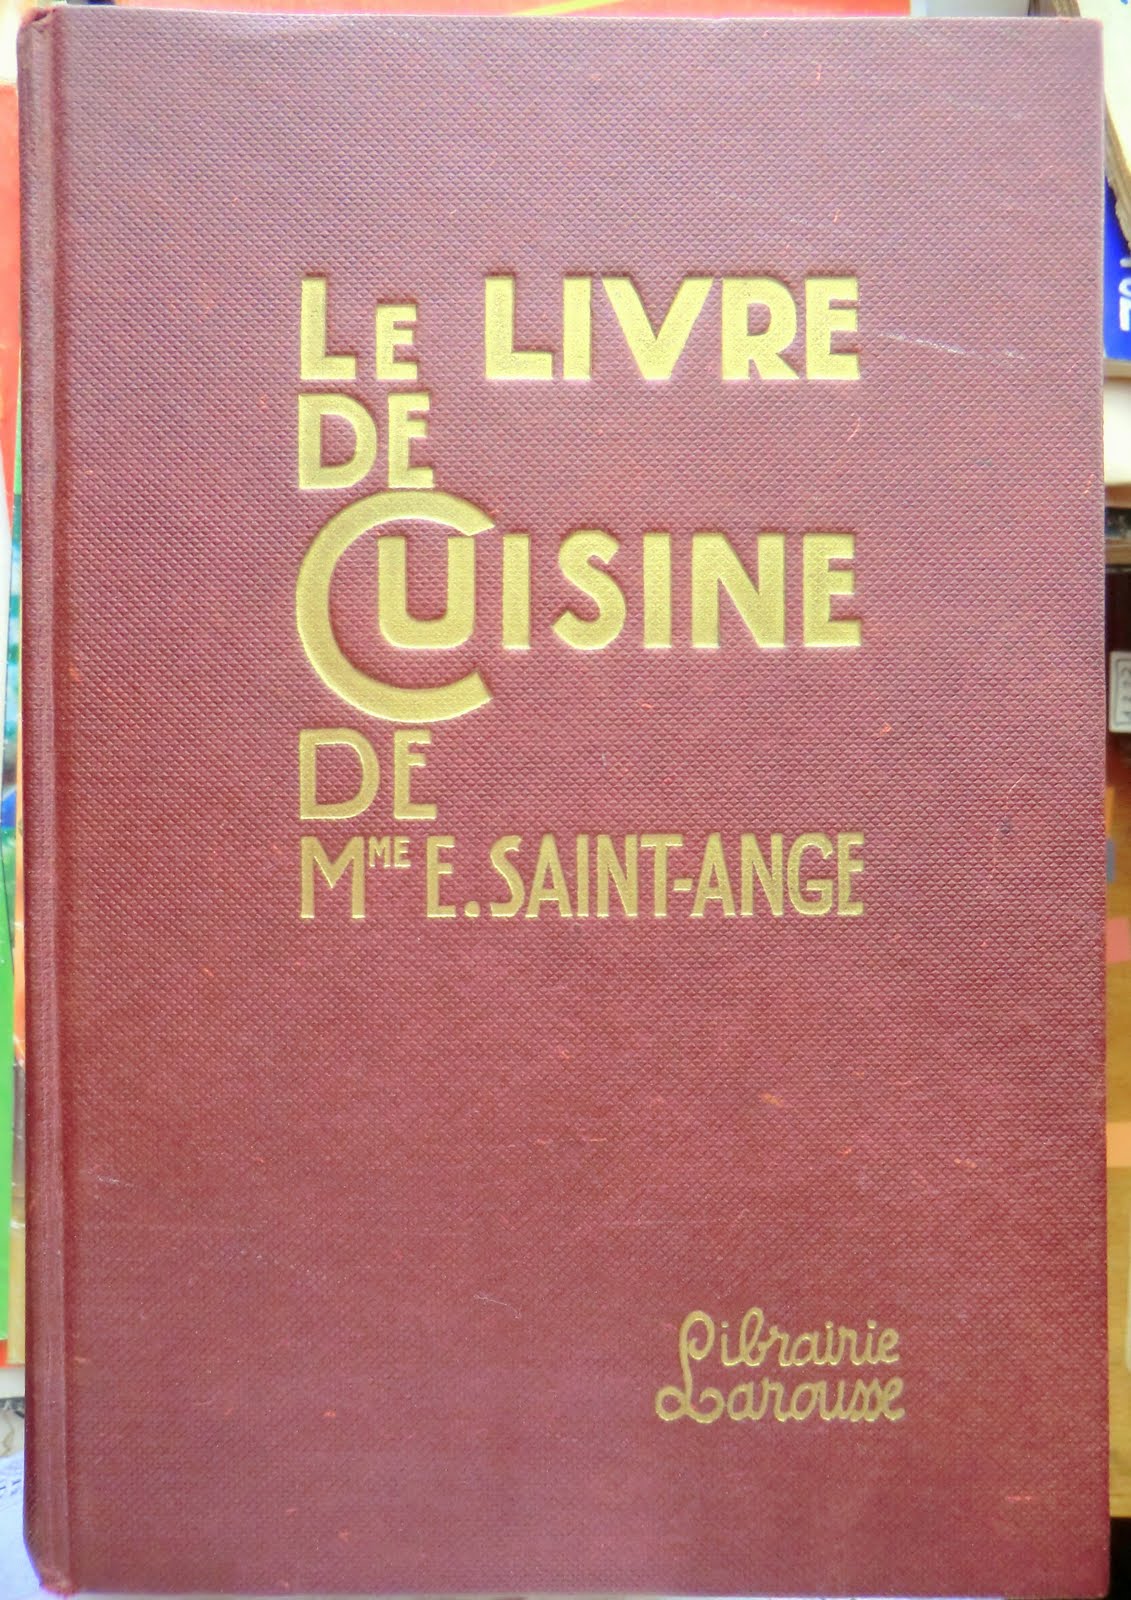 LE LIVRE
DE
CUISINE
DE
MME E. SAINT-ANGE
Librairie
Larousse